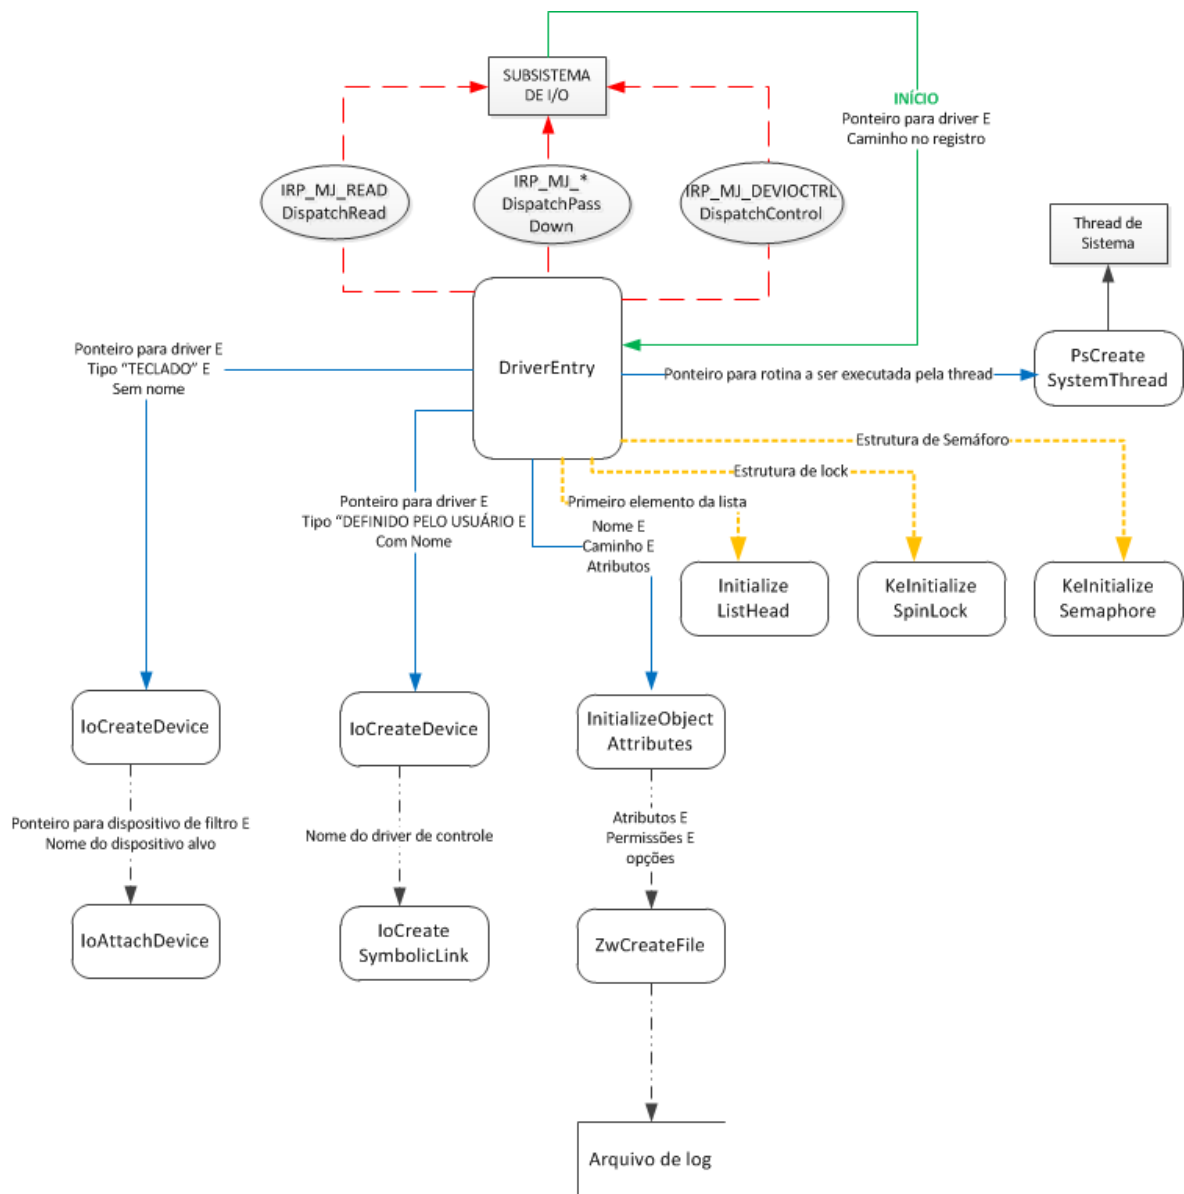 SUBSISTEMA
DE I/O
INÍCIO
Ponteiro para driver E
Caminho no registro
IRP_MJ_READ
DispatchRead
IRP_MJ_*
DispatchPass
Down
IRP_MJ_DEVIOCTRL
DispatchControl
Thread de
Sistema
DriverEntry
Ponteiro para driver E
Tipo “TECLADO” E
Sem nome
Ponteiro para rotina a ser executada pela thread
PsCreate
SystemThread
Estrutura de Semáforo
Estrutura de lock
Primeiro elemento da lista
Ponteiro para driver E
Tipo “DEFINIDO PELO USUÁRIO E
Com Nome
Nome E
Caminho E
Atributos
Initialize
ListHead
KeInitialize
SpinLock
KeInitialize
Semaphore
IoCreateDevice
IoCreateDevice
InitializeObject
Attributes
Ponteiro para dispositivo de filtro E
Nome do dispositivo alvo
Nome do driver de controle
Atributos E
Permissões E
opções
IoAttachDevice
IoCreate
SymbolicLink
ZwCreateFile
Arquivo de log